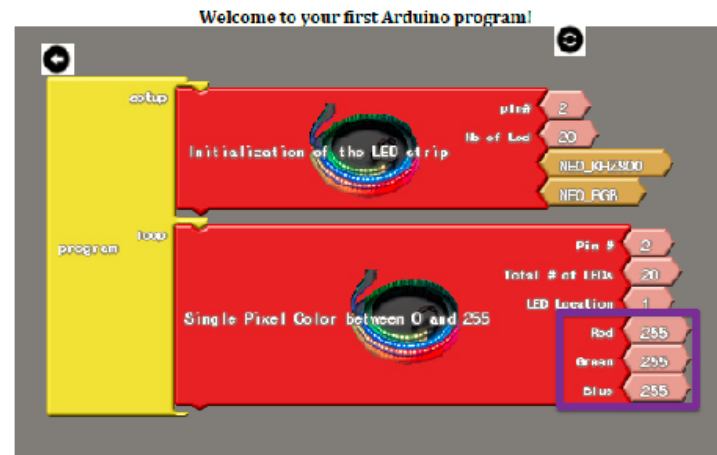 Welcome to your first Arduino program!
setup
pin# 2
Nb of Led 20
Initialization of the LED strip
NEO_KHZ800
NEO_RGB
loop
program
Pin # 2
Total # of LEDs 20
LED Location 1
Single Pixel Color between 0 and 255
Red 255
Green 255
Blue 255